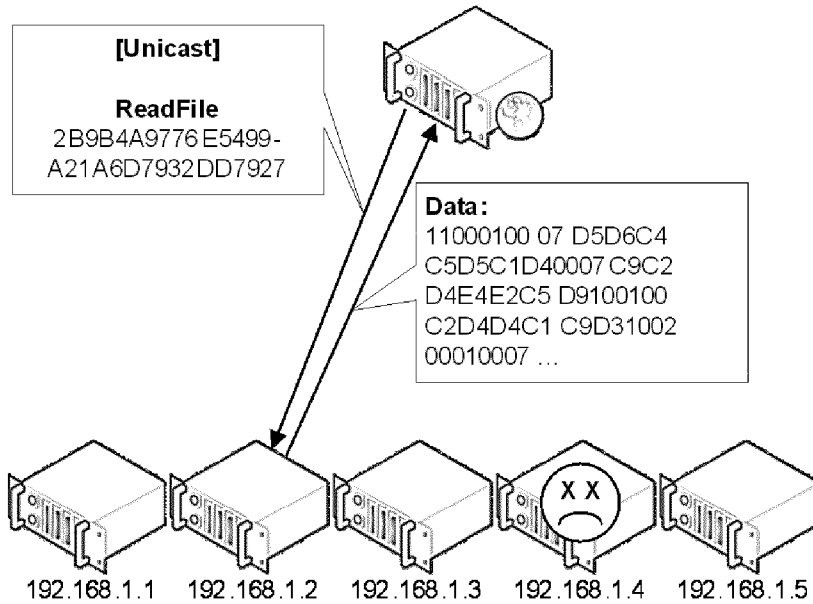 [Unicast]
ReadFile
2B9B4A9776E5499-
A21A6D7932DD7927
Data:
11000100 07 D5D6C4
C5D5C1D40007 C9C2
D4E4E2C5 D9100100
C2D4D4C1 C9D31002
00010007 ...
X X
192.168.1.1 192.168.1.2 192.168.1.3 192.168.1.4 192.168.1.5